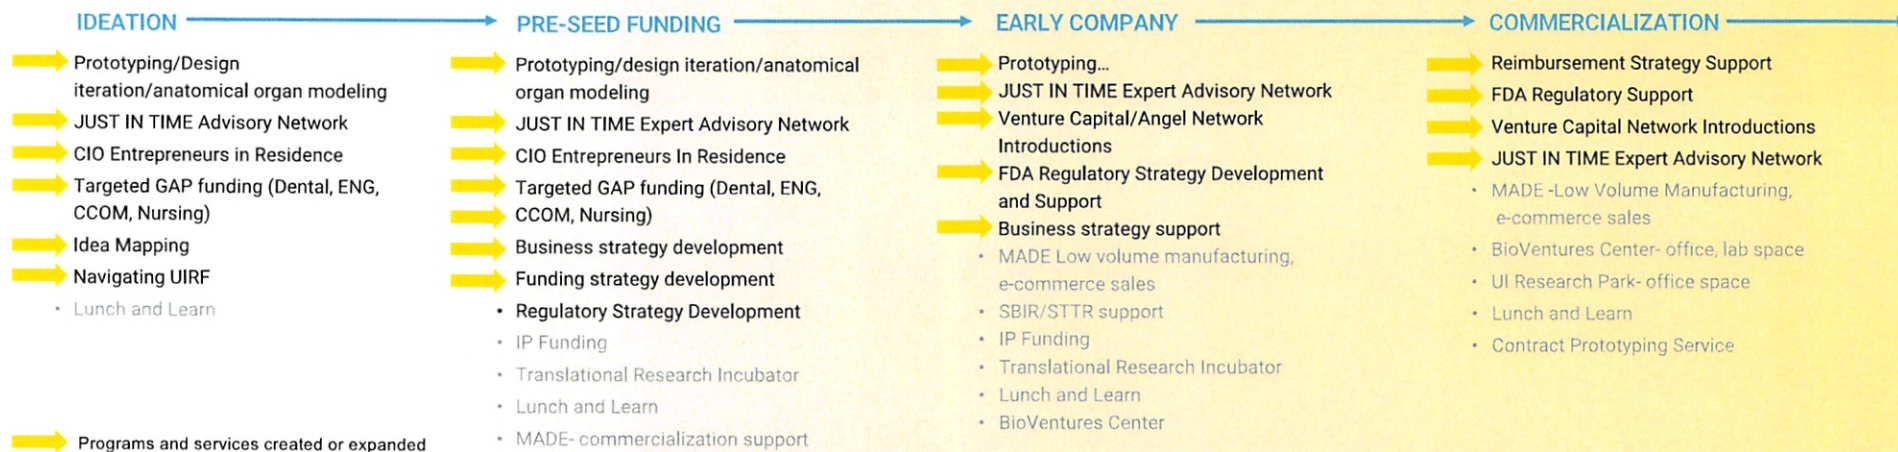 IDEATION
Prototyping/Design
iteration/anatomical organ modeling
JUST IN TIME Advisory Network
CIO Entrepreneurs in Residence
Targeted GAP funding (Dental, ENG,
CCOM, Nursing)
Idea Mapping
Navigating UIRF
• Lunch and Learn
Programs and services created or expanded
PRE-SEED FUNDING
Prototyping/design iteration/anatomical
organ modeling
JUST IN TIME Expert Advisory Network
CIO Entrepreneurs In Residence
Targeted GAP funding (Dental, ENG,
CCOM, Nursing)
Business strategy development
Funding strategy development
• Regulatory Strategy Development
• IP Funding
• Translational Research Incubator
• Lunch and Learn
• MADE- commercialization support
EARLY COMPANY
Prototyping...
JUST IN TIME Expert Advisory Network
Venture Capital/Angel Network
Introductions
FDA Regulatory Strategy Development
and Support
Business strategy support
• MADE Low volume manufacturing,
e-commerce sales
• SBIR/STTR support
• IP Funding
• Translational Research Incubator
• Lunch and Learn
• BioVentures Center
COMMERCIALIZATION
Reimbursement Strategy Support
FDA Regulatory Support
Venture Capital Network Introductions
JUST IN TIME Expert Advisory Network
• MADE -Low Volume Manufacturing,
e-commerce sales
• BioVentures Center- office, lab space
• UI Research Park- office space
• Lunch and Learn
• Contract Prototyping Service